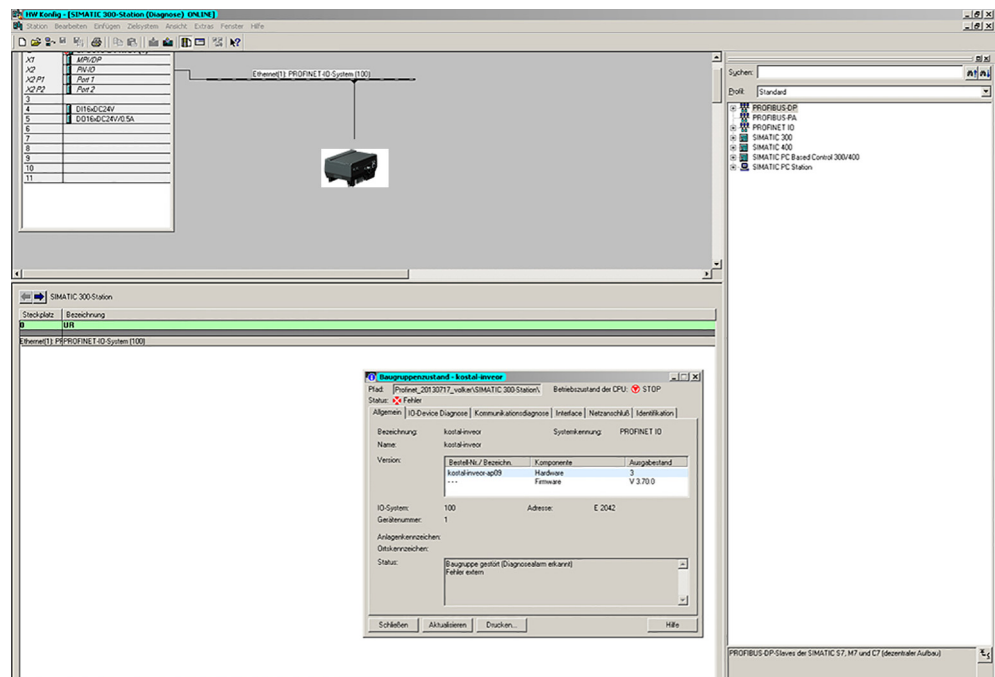 HW Konfig - [SIMATIC 300-Station (Diagnose) ONLINE]
Station Bearbeiten Einfügen Zielsystem Ansicht Extras Fenster Hilfe
X1 MPI/DP
X2 PN-IO
X2 P1 Port 1
X2 P2 Port 2
3
4 DI16xDC24V
5 DO16xDC24V/0.5A
6
7
8
9
10
11
Ethernet(1): PROFINET-IO-System (100)
Suchen:
Profil: Standard
PROFIBUS-DP
PROFIBUS-PA
PROFINET IO
SIMATIC 300
SIMATIC 400
SIMATIC PC Based Control 300/400
SIMATIC PC Station
SIMATIC 300-Station
Steckplatz Bezeichnung
0 UR
Ethernet(1): PROFINET-IO-System (100)
Baugruppenzustand - kostal-inveor
Pfad: Profinet_20130717_volker\SIMATIC 300-Station\ Betriebszustand der CPU: STOP
Status: Fehler
Allgemein IO-Device Diagnose Kommunikationsdiagnose Interface Netzanschluß Identifikation
Bezeichnung: kostal-inveor Systemkennung: PROFINET IO
Name: kostal-inveor
Version: Bestell-Nr./ Bezeichn. Komponente Ausgabestand
kostal-inveor-ap09 Hardware 3
--- Firmware V 3.70.0
IO-System: 100 Adresse: E 2042
Gerätenummer: 1
Anlagenkennzeichen:
Ortskennzeichen:
Status: Baugruppe gestört (Diagnosealarm erkannt)
Fehler extern
Schließen Aktualisieren Drucken... Hilfe
PROFIBUS-DP-Slaves der SIMATIC S7, M7 und C7 (dezentraler Aufbau)